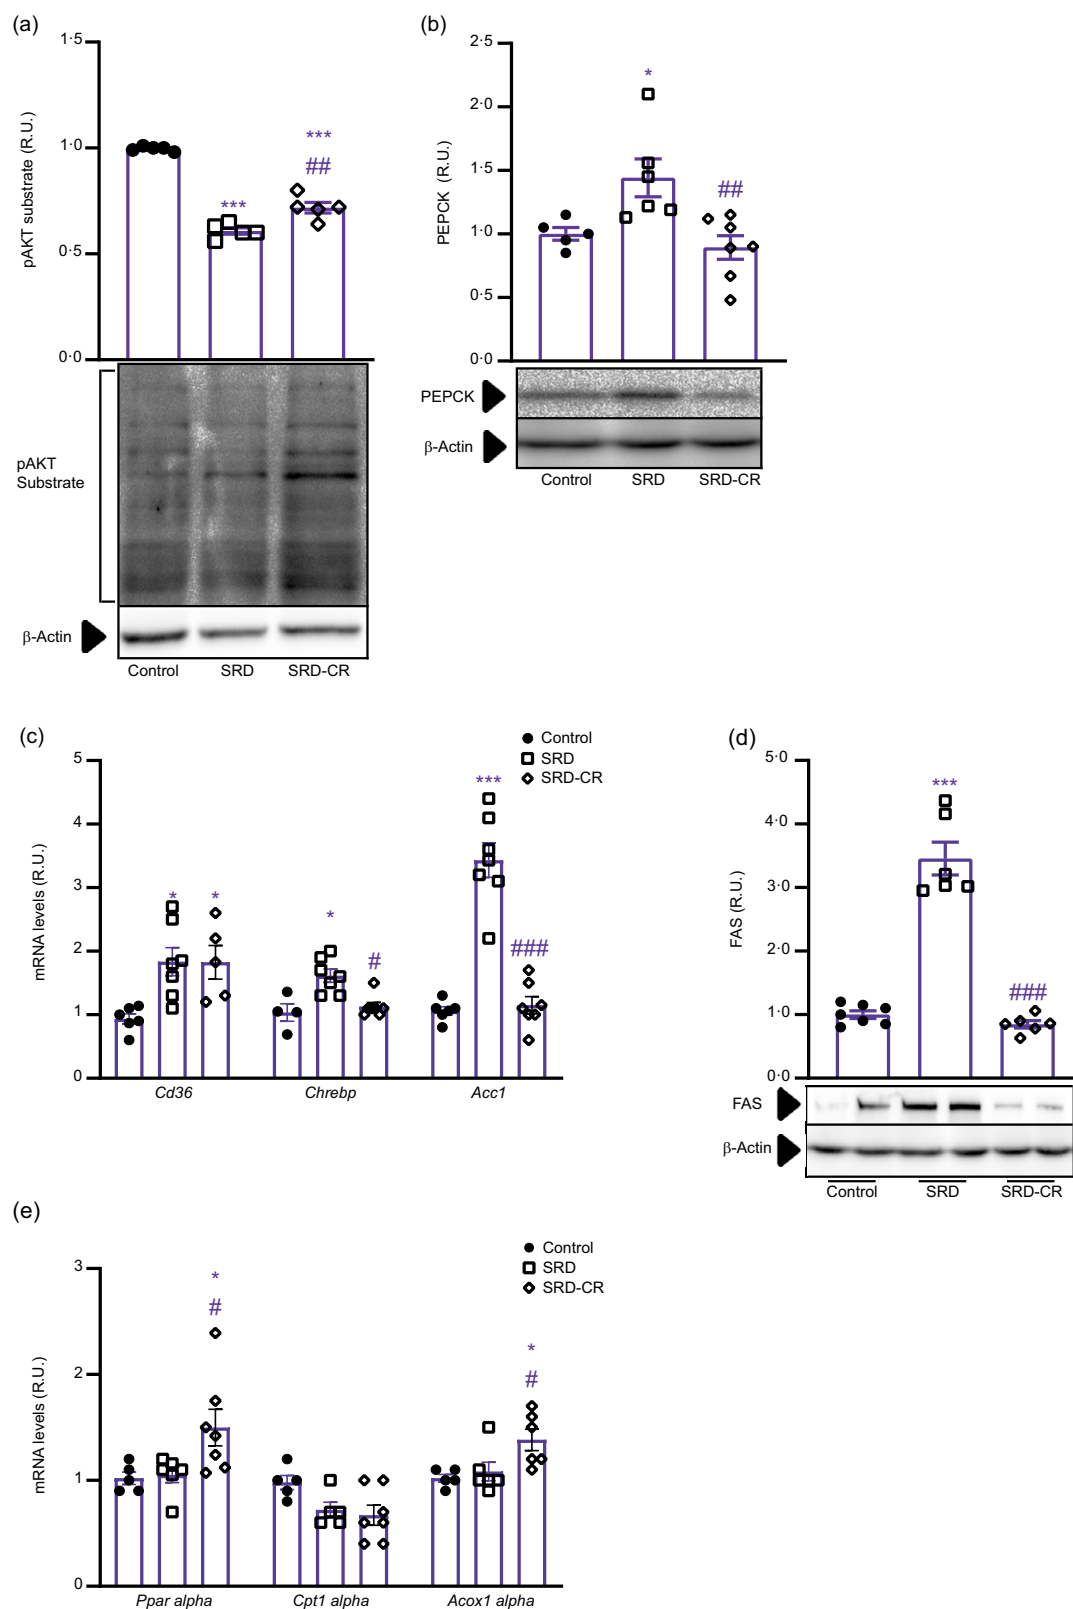 (a)
1·5
1·0
0·5
0·0
pAKT substrate (R.U.)
***
***
##
pAKT
Substrate
β-Actin
Control SRD SRD-CR
(b)
2·5
2·0
1·5
1·0
0·5
0·0
PEPCK (R.U.)
*
##
PEPCK
β-Actin
Control SRD SRD-CR
(c)
Control
SRD
SRD-CR
5
4
3
2
1
0
mRNA levels (R.U.)
* *
*
#
***
###
Cd36 Chrebp Acc1
(d)
5·0
4·0
3·0
2·0
1·0
0·0
FAS (R.U.)
***
###
FAS
β-Actin
Control SRD SRD-CR
(e)
Control
SRD
SRD-CR
3
2
1
0
mRNA levels (R.U.)
*
#
*
#
Ppar alpha Cpt1 alpha Acox1 alpha